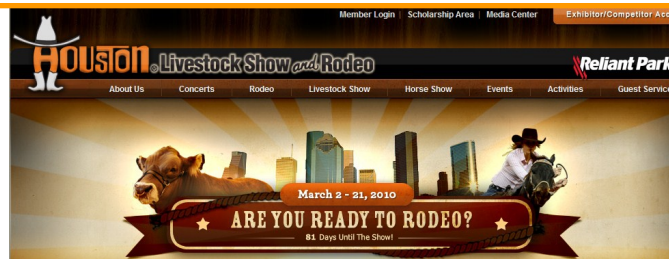 Member Login | Scholarship Area | Media Center
Exhibitor/Competitor Acc
HOUSTON® Livestock Show and Rodeo
Reliant Park
About Us Concerts Rodeo Livestock Show Horse Show Events Activities Guest Service
March 2 - 21, 2010
ARE YOU READY TO RODEO?
81 Days Until The Show!